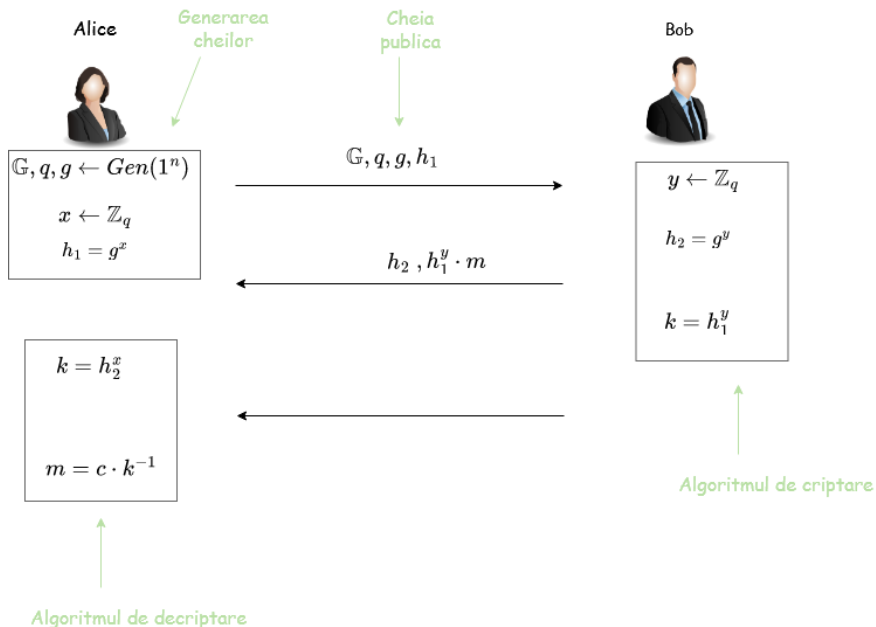 Alice
Generarea
cheilor
Cheia
publica
Bob
𝔾, q, g ← Gen(1ⁿ)
x ← ℤ_q
h₁ = gˣ
𝔾, q, g, h₁
y ← ℤ_q
h₂ = gʸ
k = h₁ʸ
h₂ , h₁ʸ · m
k = h₂ˣ
m = c · k⁻¹
Algoritmul de criptare
Algoritmul de decriptare